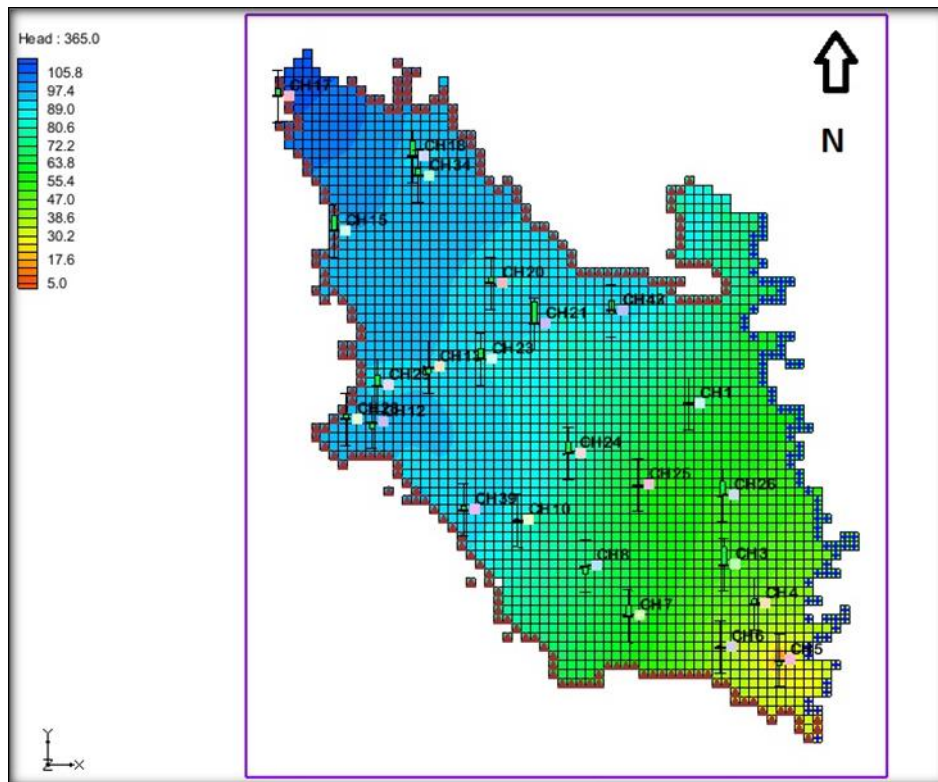 Head : 365.0
105.8
97.4
89.0
80.6
72.2
63.8
55.4
47.0
38.6
30.2
17.6
5.0
N
CH17
CH18
CH34
CH15
CH20
CH21
CH42
CH23
CH12
CH1
CH24
CH25
CH26
CH39
CH10
CH8
CH3
CH4
CH7
CH6
CH5
Y
Z
X